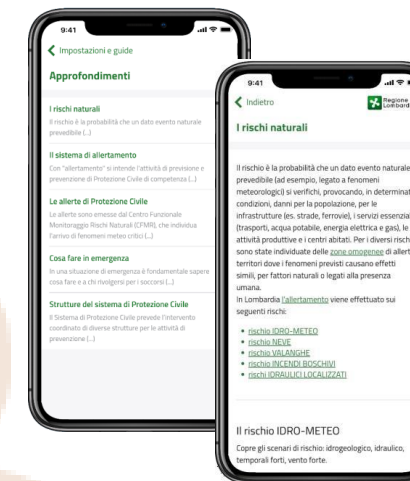 9:41
Impostazioni e guide
Approfondimenti
I rischi naturali
Il rischio è la probabilità che un dato evento naturale
prevedibile (...)
Il sistema di allertamento
Con "allertamento" si intende l'attività di previsione e
prevenzione di Protezione Civile di competenza (...)
Le allerte di Protezione Civile
Le allerte sono emesse dal Centro Funzionale
Monitoraggio Rischi Naturali (CFMR), che individua
l'arrivo di fenomeni meteo critici (...)
Cosa fare in emergenza
In una situazione di emergenza è fondamentale sapere
cosa fare e a chi rivolgersi per i soccorsi (...)
Strutture del sistema di Protezione Civile
Il Sistema di Protezione Civile prevede l'intervento
coordinato di diverse strutture per le attività di
prevenzione (...)
9:41
Indietro
Regione
Lombardi
I rischi naturali
Il rischio è la probabilità che un dato evento naturale
prevedibile (ad esempio, legato a fenomeni
meteorologici) si verifichi, provocando, in determinat
condizioni, danni per la popolazione, per le
infrastrutture (es. strade, ferrovie), i servizi essenzia
(trasporti, acqua potabile, energia elettrica e gas), le
attività produttive e i centri abitati. Per i diversi risch
sono state individuate delle zone omogenee di allert
territori dove i fenomeni previsti causano effetti
simili, per fattori naturali o legati alla presenza
umana.
In Lombardia l'allertamento viene effettuato sui
seguenti rischi:
• rischio IDRO-METEO
• rischio NEVE
• rischio VALANGHE
• rischio INCENDI BOSCHIVI
• rischi IDRAULICI LOCALIZZATI
Il rischio IDRO-METEO
Copre gli scenari di rischio: idrogeologico, idraulico,
temporali forti, vento forte.